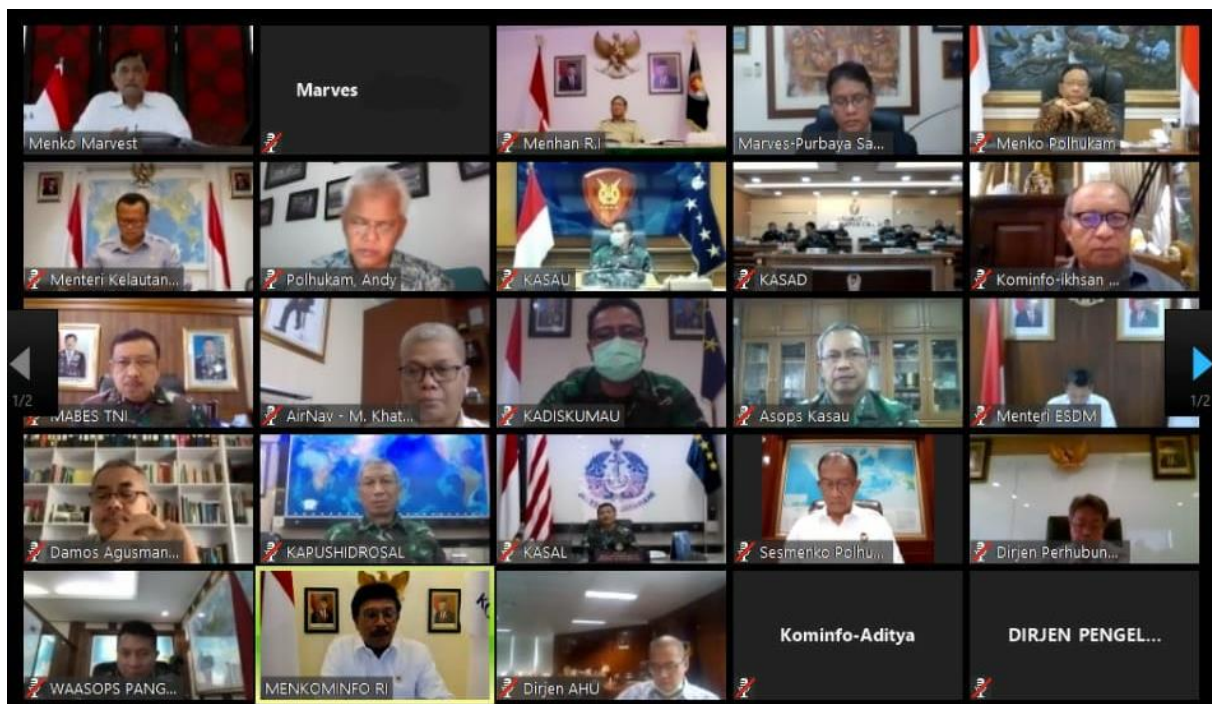 Menko Marvest
Marves
Menhan R.I
Marves-Purbaya Sa...
Menko Polhukam
Menteri Kelautan...
Polhukam, Andy
KASAU
KASAD
Kominfo-ikhsan ...
MABES TNI
AirNav - M. Khat...
KADISKUMAU
Asops Kasau
Menteri ESDM
1/2
1/2
Damos Agusman...
KAPUSHIDROSAL
KASAL
Sesmenko Polhu...
Dirjen Perhubun...
WAASOPS PANG...
MENKOMINFO RI
Dirjen AHU
Kominfo-Aditya
DIRJEN PENGEL...